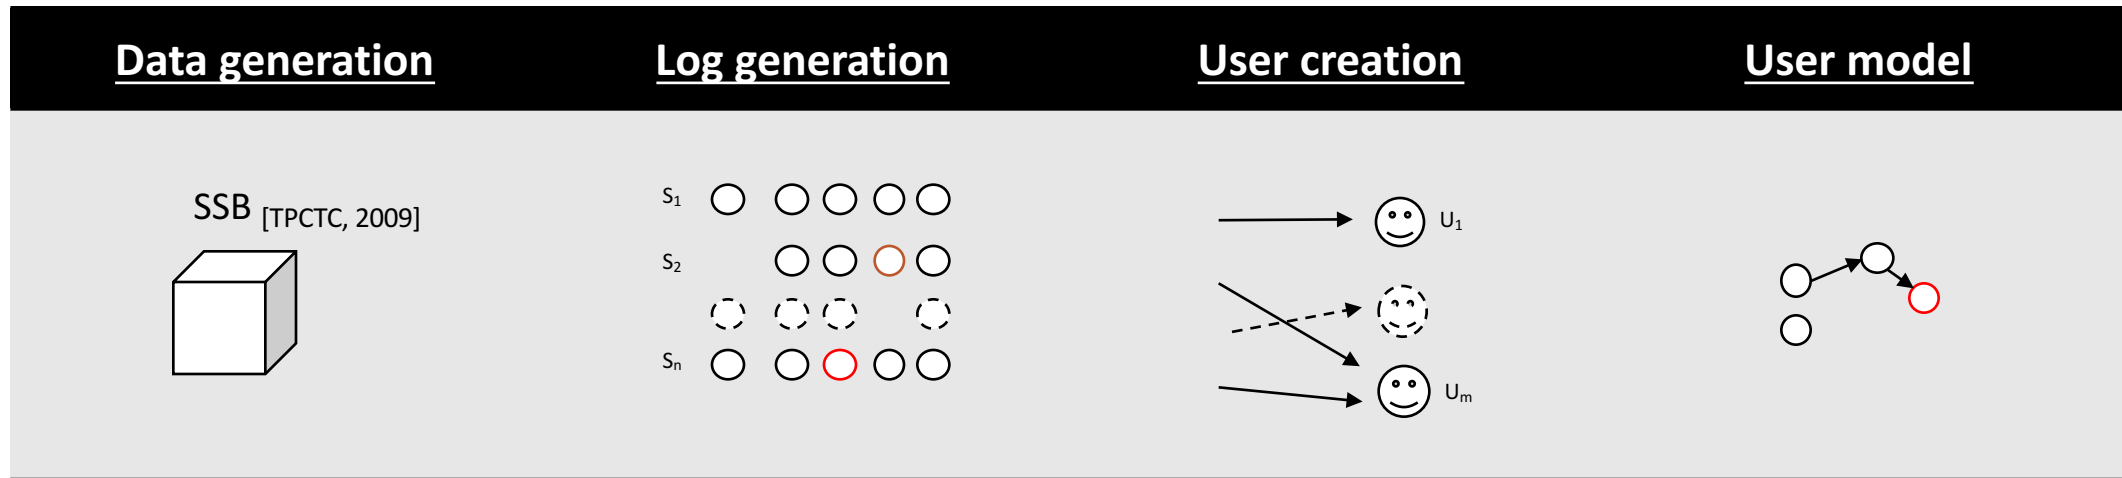 Data generation
Log generation
User creation
User model
SSB [TPCTC, 2009]
S1
S2
Sn
U1
Um